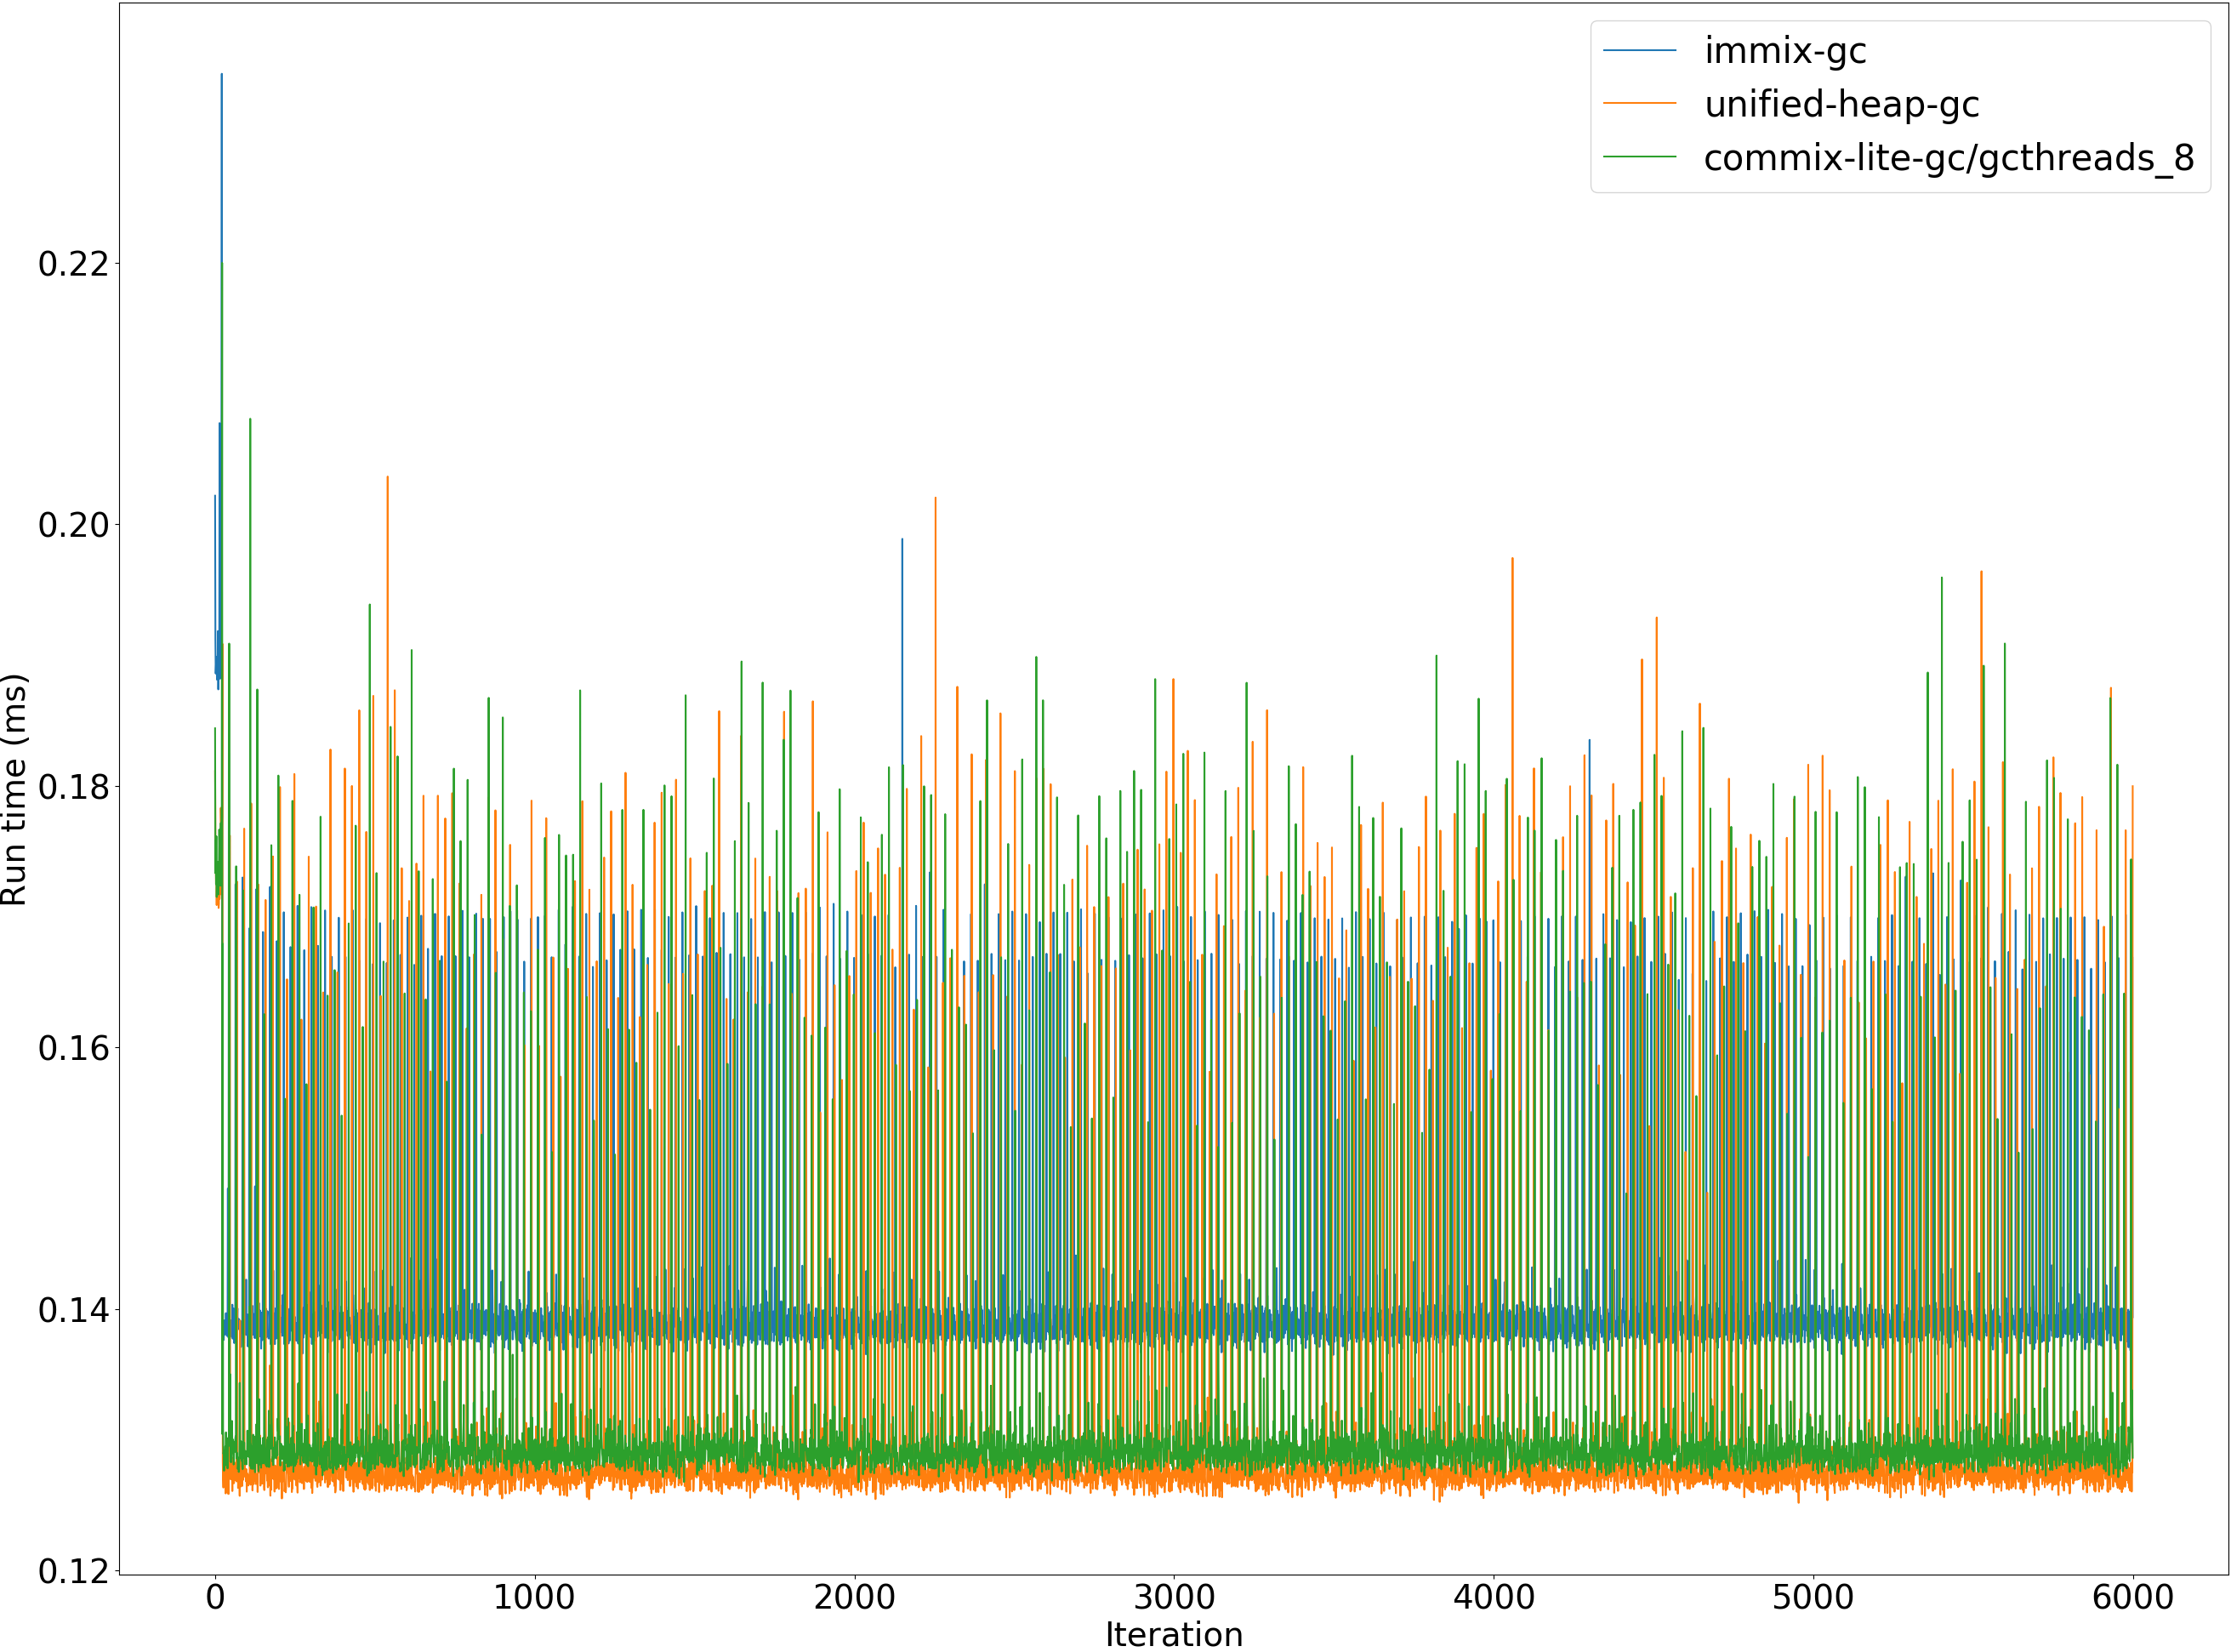 immix-gc
unified-heap-gc
commix-lite-gc/gcthreads_8
Run time (ms)
0.22
0.20
0.18
0.16
0.14
0.12
0 1000 2000 3000 4000 5000 6000
Iteration